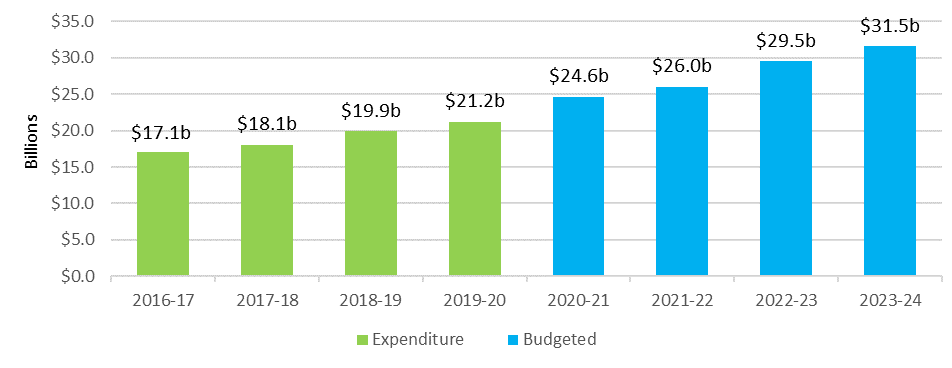 $35.0
$30.0
$25.0
$20.0
$15.0
$10.0
$5.0
$0.0
Billions
$17.1b
$18.1b
$19.9b
$21.2b
$24.6b
$26.0b
$29.5b
$31.5b
2016-17 2017-18 2018-19 2019-20 2020-21 2021-22 2022-23 2023-24
Expenditure Budgeted